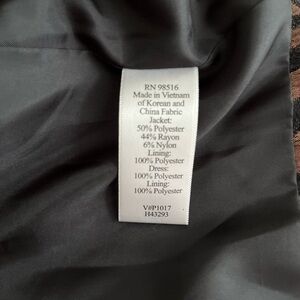 RN 98516
Made in Vietnam
of Korean and
China Fabric
Jacket:
50% Polyester
44% Rayon
6% Nylon
Lining:
100% Polyester
Dress:
100% Polyester
Lining:
100% Polyester
V#P1017
H43293